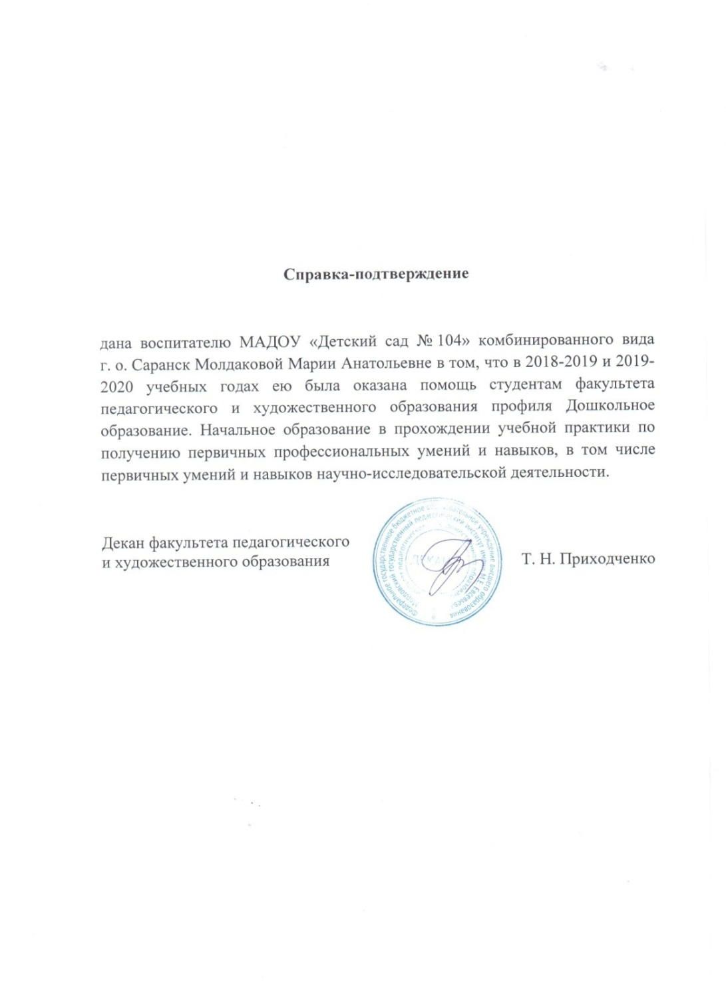 Справка-подтверждение
дана воспитателю МАДОУ «Детский сад № 104» комбинированного вида
г. о. Саранск Молдаковой Марии Анатольевне в том, что в 2018-2019 и 2019-
2020 учебных годах ею была оказана помощь студентам факультета
педагогического и художественного образования профиля Дошкольное
образование. Начальное образование в прохождении учебной практики по
получению первичных профессиональных умений и навыков, в том числе
первичных умений и навыков научно-исследовательской деятельности.
Декан факультета педагогического
и художественного образования
Т. Н. Приходченко
Федеральное государственное бюджетное образовательное учреждение высшего образования
Мордовский государственный педагогический институт имени М.Е. Евсевьева
ДЕКАНАТ